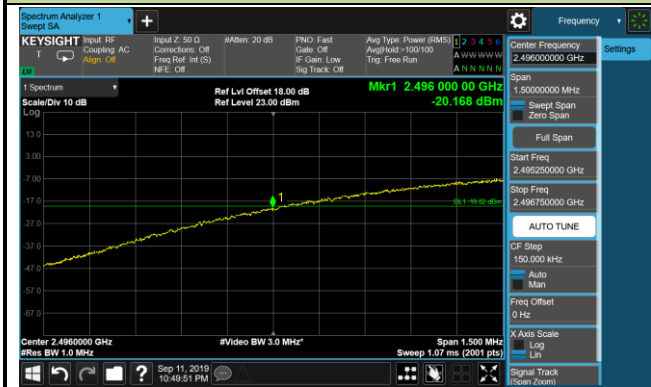 Spectrum Analyzer 1
Swept SA
Frequency
KEYSIGHT
Input: RF
Coupling: AC
Align: Off
Input Z: 50 Ω
Corrections: Off
Freq Ref: Int (S)
NFE: Off
#Atten: 20 dB
PNO: Fast
Gate: Off
IF Gain: Low
Sig Track: Off
Avg Type: Power (RMS)
Avg|Hold:>100/100
Trig: Free Run
1 2 3 4 5 6
A W W W W W
A N N N N N
Center Frequency
2.496000000 GHz
Settings
Span
1.50000000 MHz
Swept Span
Zero Span
Full Span
Start Freq
2.495250000 GHz
Stop Freq
2.496750000 GHz
AUTO TUNE
CF Step
150.000 kHz
Auto
Man
Freq Offset
0 Hz
X Axis Scale
Log
Lin
Signal Track
(Span Zoom)
1 Spectrum
Scale/Div 10 dB
Log
Ref Lvl Offset 18.00 dB
Ref Level 23.00 dBm
Mkr1 2.496 000 00 GHz
-20.168 dBm
13.0
3.00
-7.00
-17.0
-27.0
-37.0
-47.0
-57.0
-67.0
1
DL1 -19.02 dBm
Center 2.4960000 GHz
#Res BW 1.0 MHz
#Video BW 3.0 MHz*
Span 1.500 MHz
Sweep 1.07 ms (2001 pts)
Sep 11, 2019
10:49:51 PM